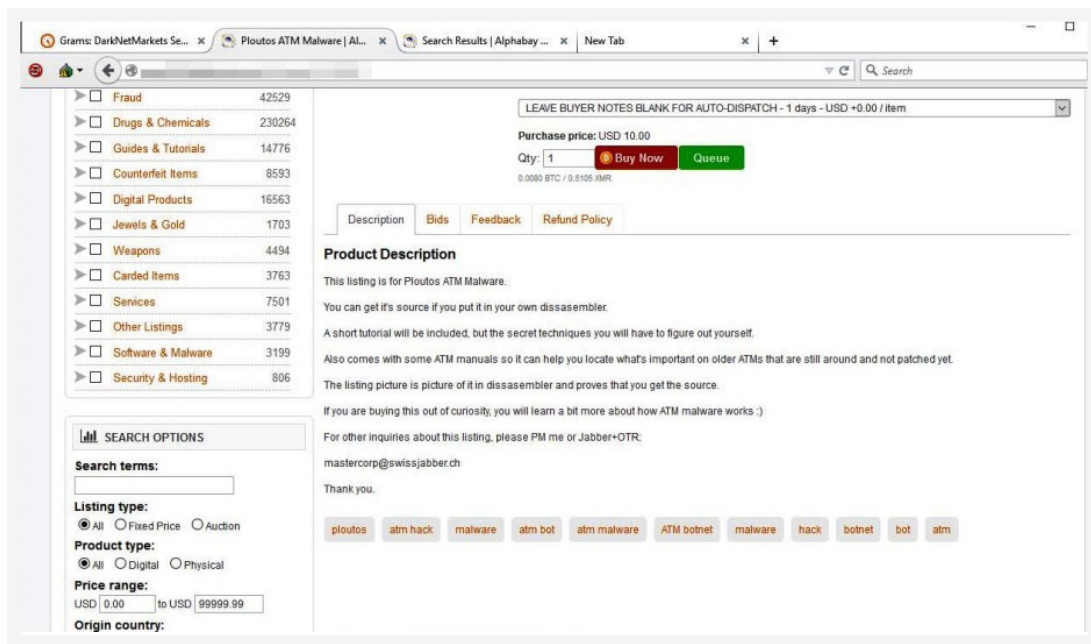 Grams: DarkNetMarkets Se...
Ploutos ATM Malware | Al...
Search Results | Alphabay ...
New Tab
Search
Fraud 42529
Drugs & Chemicals 230264
Guides & Tutorials 14776
Counterfeit Items 8593
Digital Products 16563
Jewels & Gold 1703
Weapons 4494
Carded Items 3763
Services 7501
Other Listings 3779
Software & Malware 3199
Security & Hosting 806
SEARCH OPTIONS
Search terms:
Listing type:
All Fixed Price Auction
Product type:
All Digital Physical
Price range:
USD 0.00 to USD 99999.99
Origin country:
LEAVE BUYER NOTES BLANK FOR AUTO-DISPATCH - 1 days - USD +0.00 / item
Purchase price: USD 10.00
Qty: 1 Buy Now Queue
0.0080 BTC / 0.5105 XMR
Description Bids Feedback Refund Policy
Product Description
This listing is for Ploutos ATM Malware.
You can get it's source if you put it in your own dissasembler.
A short tutorial will be included, but the secret techniques you will have to figure out yourself.
Also comes with some ATM manuals so it can help you locate what's important on older ATMs that are still around and not patched yet.
The listing picture is picture of it in dissasembler and proves that you get the source.
If you are buying this out of curiosity, you will learn a bit more about how ATM malware works :)
For other inquiries about this listing, please PM me or Jabber+OTR:
mastercorp@swissjabber.ch
Thank you.
ploutos atm hack malware atm bot atm malware ATM botnet malware hack botnet bot atm